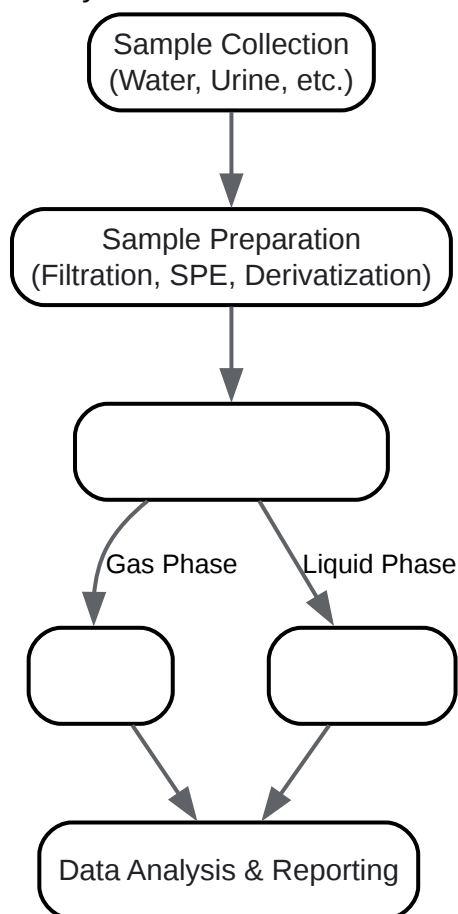 Sample Collection
(Water, Urine, etc.)
Sample Preparation
(Filtration, SPE, Derivatization)
Gas Phase
Liquid Phase
Data Analysis & Reporting